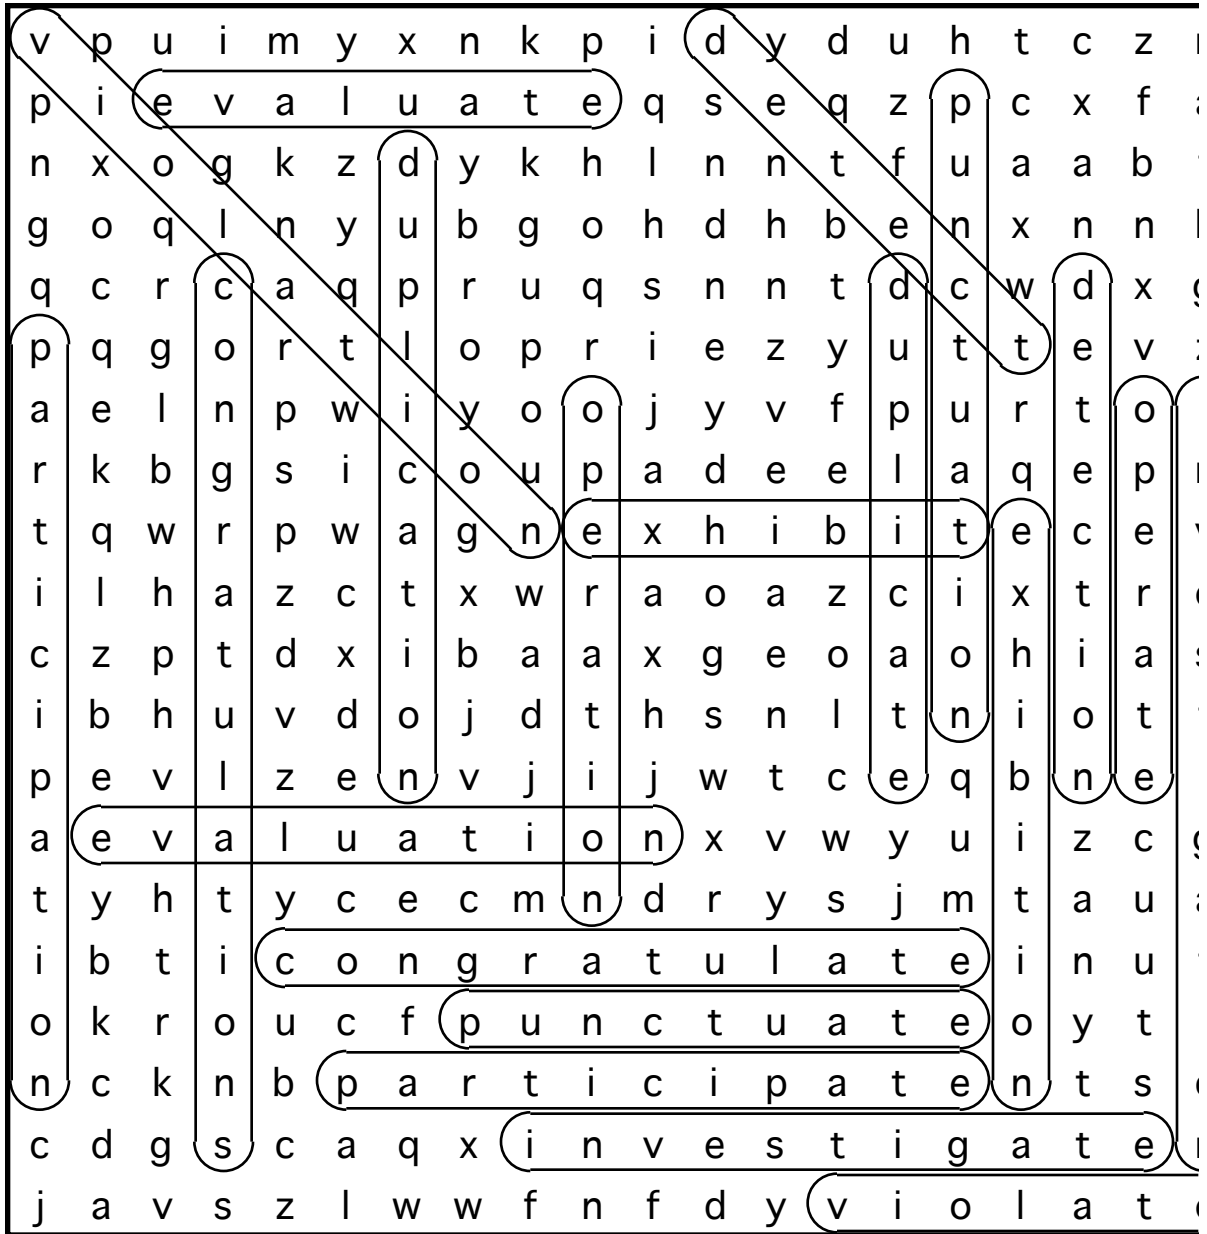 v p u i m y x n k p i d y d u h t c z
p i e v a l u a t e q s e q z p c x f
n x o g k z d y k h l n n t f u a a b
g o q l n y u b g o h d h b e n x n n
q c r c a q p r u q s n n t d c w d x
p q g o r t l o p r i e z y u t t e v
a e l n p w i y o o j y v f p u r t o
r k b g s i c o u p a d e e l a q e p
t q w r p w a g n e x h i b i t e c e
i l h a z c t x w r a o a z c i x t r
c z p t d x i b a a x g e o a o h i a
i b h u v d o j d t h s n l t n i o t
p e v l z e n v j i j w t c e q b n e
a e v a l u a t i o n x v w y u i z c
t y h t y c e c m n d r y s j m t a u
i b t i c o n g r a t u l a t e i n u
o k r o u c f p u n c t u a t e o y t
n c k n b p a r t i c i p a t e n t s
c d g s c a q x i n v e s t i g a t e
j a v s z l w w f n f d y v i o l a t